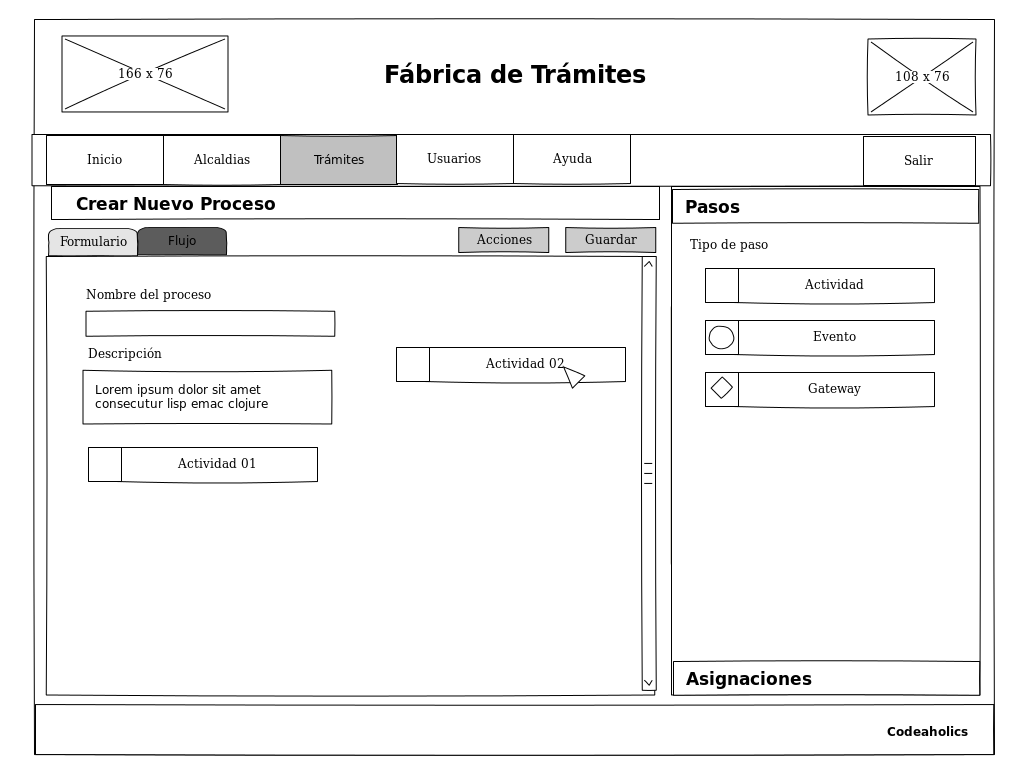 166 x 76
Fábrica de Trámites
108 x 76
Inicio
Alcaldias
Trámites
Usuarios
Ayuda
Salir
Crear Nuevo Proceso
Formulario
Flujo
Acciones
Guardar
Nombre del proceso
Descripción
Lorem ipsum dolor sit amet
consecutur lisp emac clojure
Actividad 01
Actividad 02
Pasos
Tipo de paso
Actividad
Evento
Gateway
Asignaciones
Codeaholics